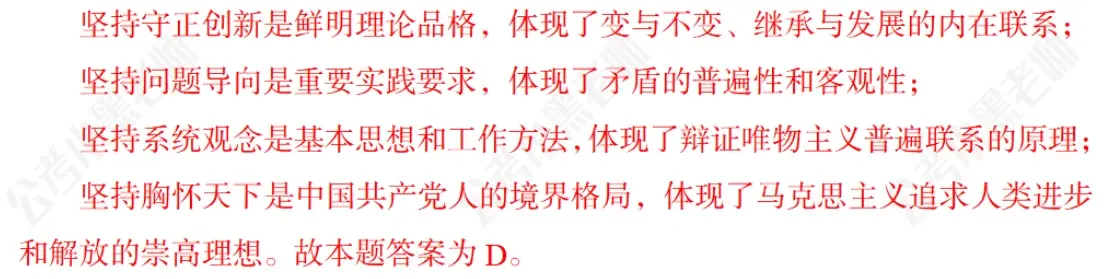 坚持守正创新是鲜明理论品格，体现了变与不变、继承与发展的内在联系；
坚持问题导向是重要实践要求，体现了矛盾的普遍性和客观性；
坚持系统观念是基本思想和工作方法，体现了辩证唯物主义普遍联系的原理；
坚持胸怀天下是中国共产党人的境界格局，体现了马克思主义追求人类进步
和解放的崇高理想。故本题答案为 D。